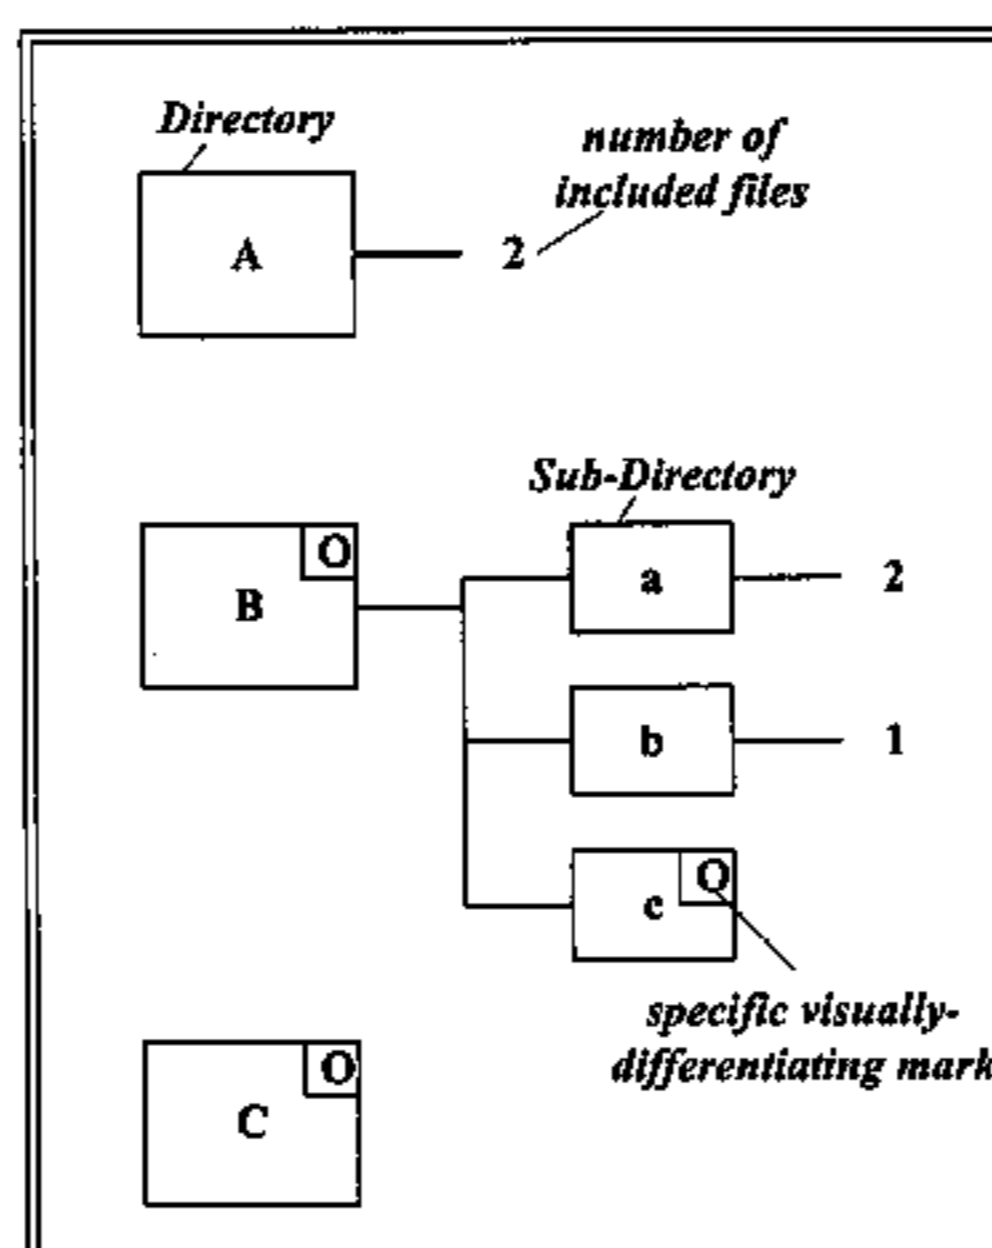 Directory
number of
included files
A
2
Sub-Directory
O
B
a
2
b
1
O
c
specific visually-
differentiating mark
O
C